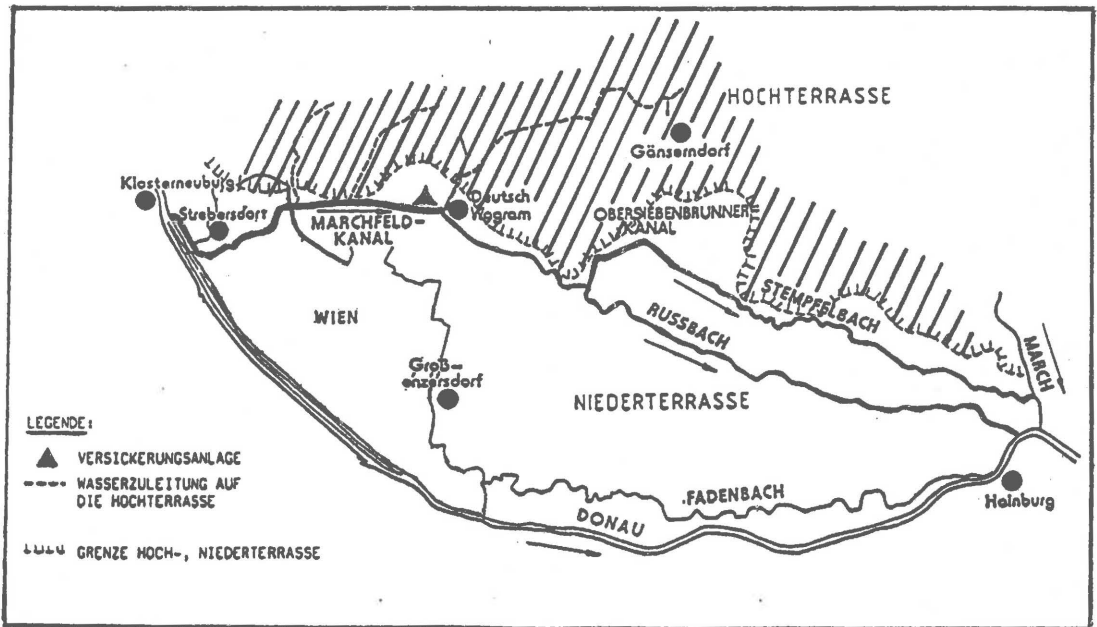 HOCHTERRASSE
Gänserndorf
Klosterneuburg
Strebersdorf
Deutsch
Wagram
MARCHFELD-
KANAL
OBERSIEBENBRUNNER
KANAL
STEMPFELBACH
MARCH
WIEN
RUSSBACH
Groß-
enzersdorf
NIEDERTERRASSE
LEGENDE:
VERSICKERUNGSANLAGE
WASSERZULEITUNG AUF
DIE HOCHTERRASSE
GRENZE HOCH-, NIEDERTERRASSE
FADENBACH
DONAU
Hainburg